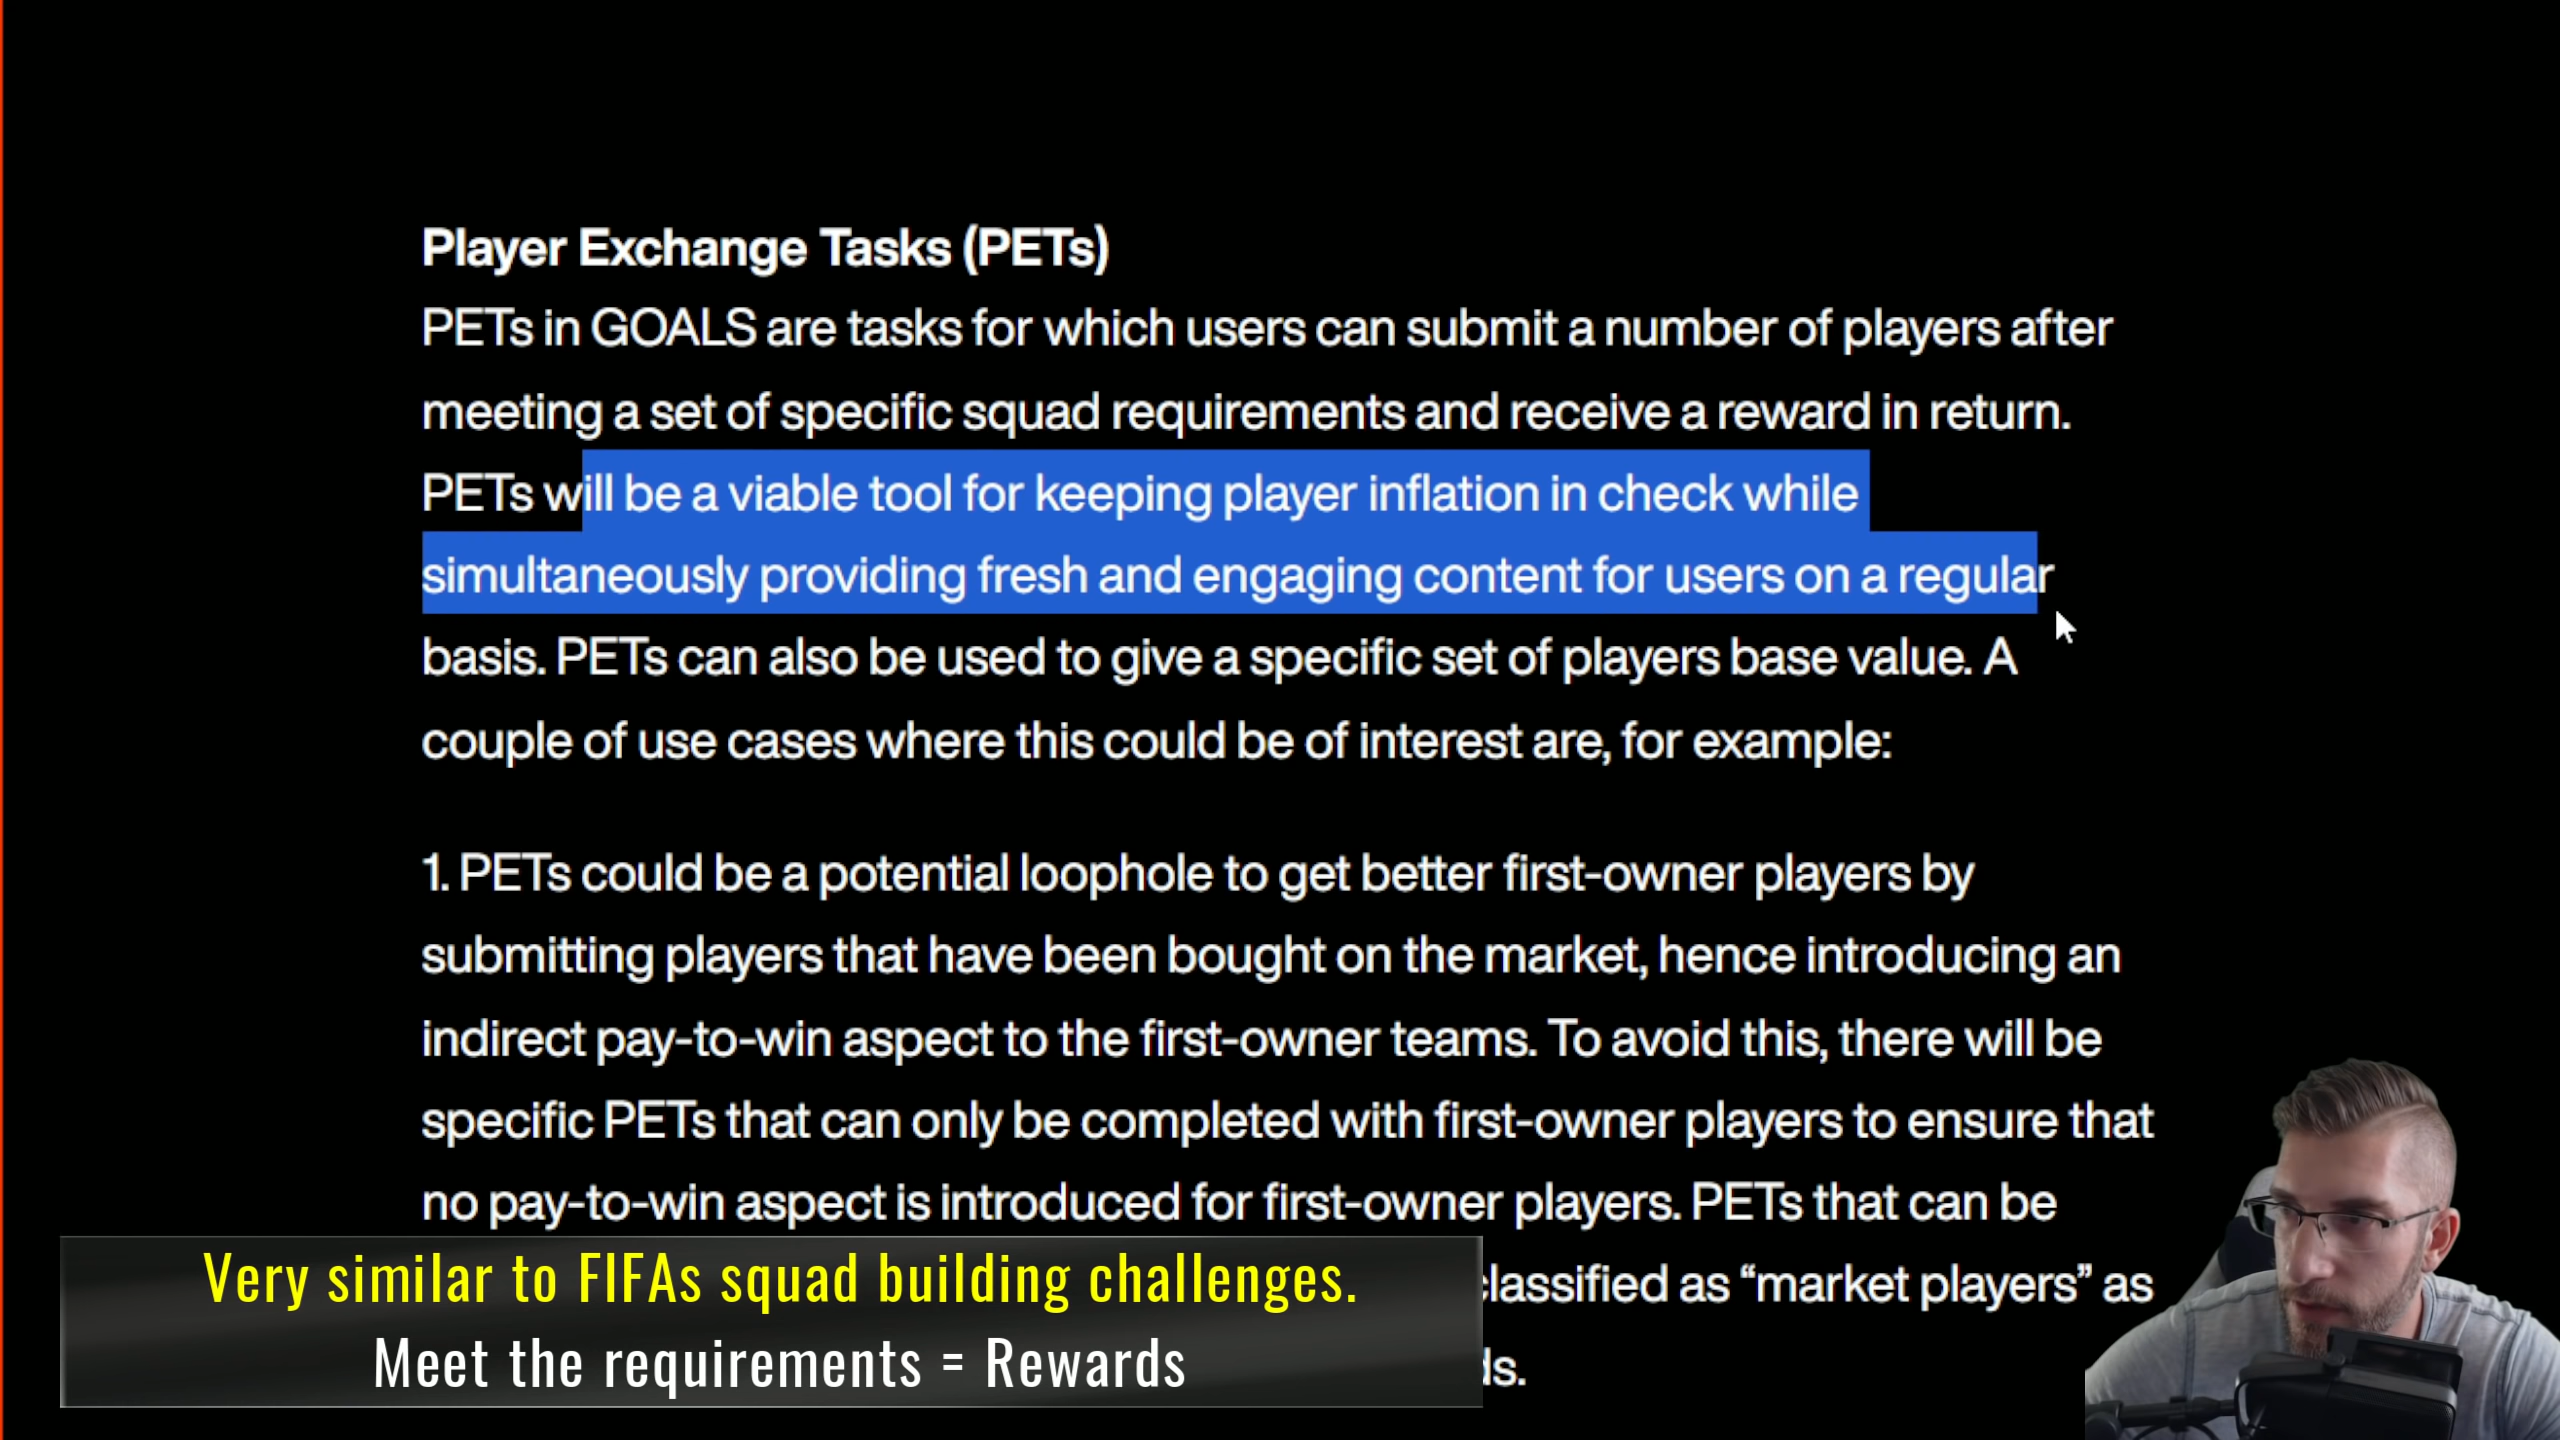 Player Exchange Tasks (PETs)
PETs in GOALS are tasks for which users can submit a number of players after
meeting a set of specific squad requirements and receive a reward in return.
PETs will be a viable tool for keeping player inflation in check while
simultaneously providing fresh and engaging content for users on a regular
basis. PETs can also be used to give a specific set of players base value. A
couple of use cases where this could be of interest are, for example:
1. PETs could be a potential loophole to get better first-owner players by
submitting players that have been bought on the market, hence introducing an
indirect pay-to-win aspect to the first-owner teams. To avoid this, there will be
specific PETs that can only be completed with first-owner players to ensure that
no pay-to-win aspect is introduced for first-owner players. PETs that can be
classified as “market players” as
Very similar to FIFAs squad building challenges.
Meet the requirements = Rewards